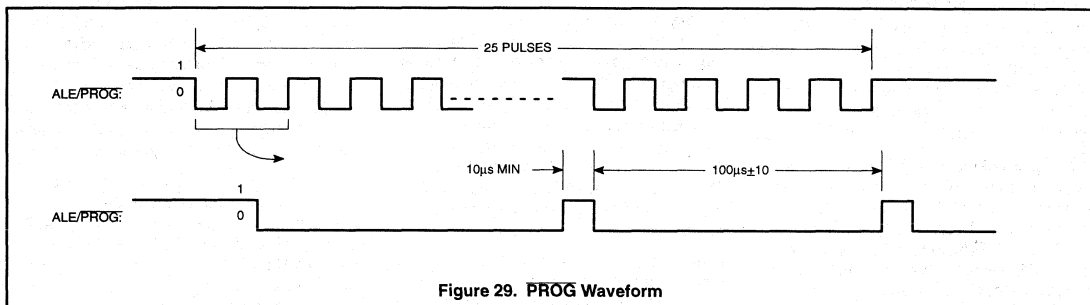 25 PULSES
1
ALE/PROG:
0
10µs MIN
100µs±10
1
ALE/PROG:
0
Figure 29. PROG Waveform